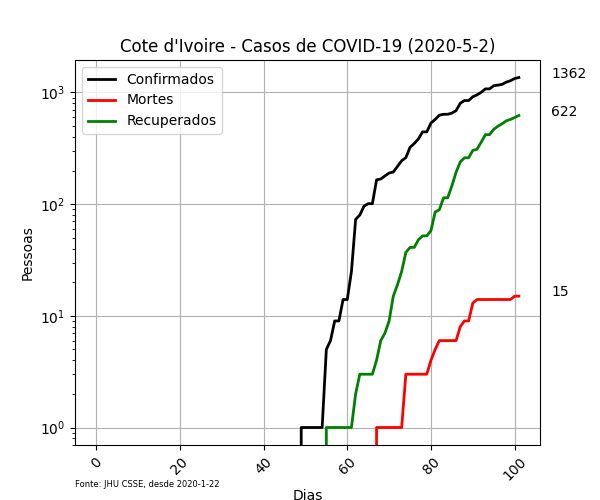 Cote d'Ivoire - Casos de COVID-19 (2020-5-2)
Confirmados
Mortes
Recuperados
1362
622
15
Pessoas
10³
10²
10¹
10⁰
0 20 40 60 80 100
Fonte: JHU CSSE, desde 2020-1-22
Dias